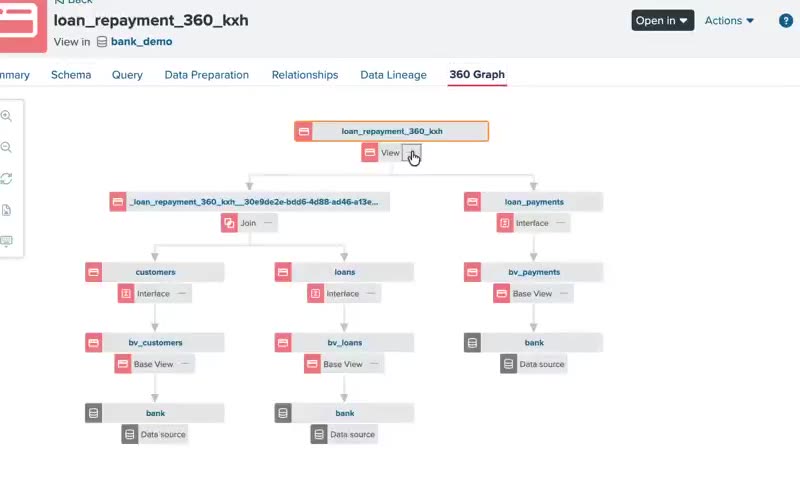 Back
loan_repayment_360_kxh
View in bank_demo
Open in
Actions
?
mmary Schema Query Data Preparation Relationships Data Lineage 360 Graph
loan_repayment_360_kxh
View
_loan_repayment_360_kxh__30e9de2e-bdd6-4d88-ad46-a13e... loan_payments
Join ... Interface ...
customers loans bv_payments
Interface ... Interface ... Base View ...
bv_customers bv_loans bank
Base View ... Base View ... Data source
bank bank
Data source Data source